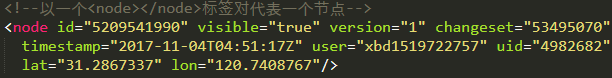 <!--以一个<node></node>标签对代表一个节点-->
<node id="5209541990" visible="true" version="1" changeset="53495070"
timestamp="2017-11-04T04:51:17Z" user="xbd1519722757" uid="4982682"
lat="31.2867337" lon="120.7408767"/>